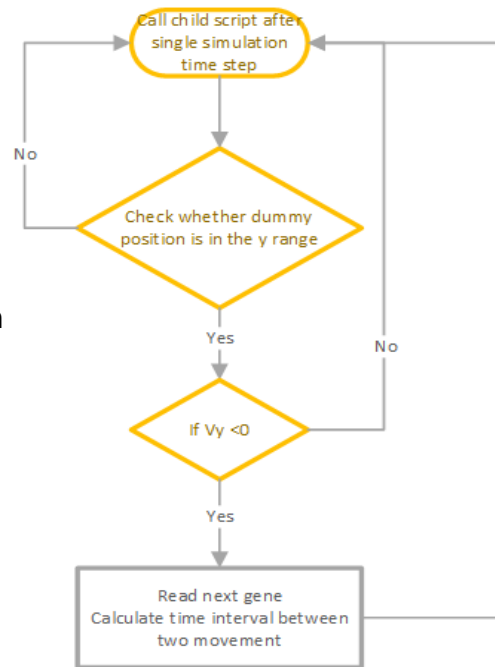 Call child script after
single simulation
time step
No
Check whether dummy
position is in the y range
Yes
No
If Vy <0
Yes
Read next gene
Calculate time interval between
two movement